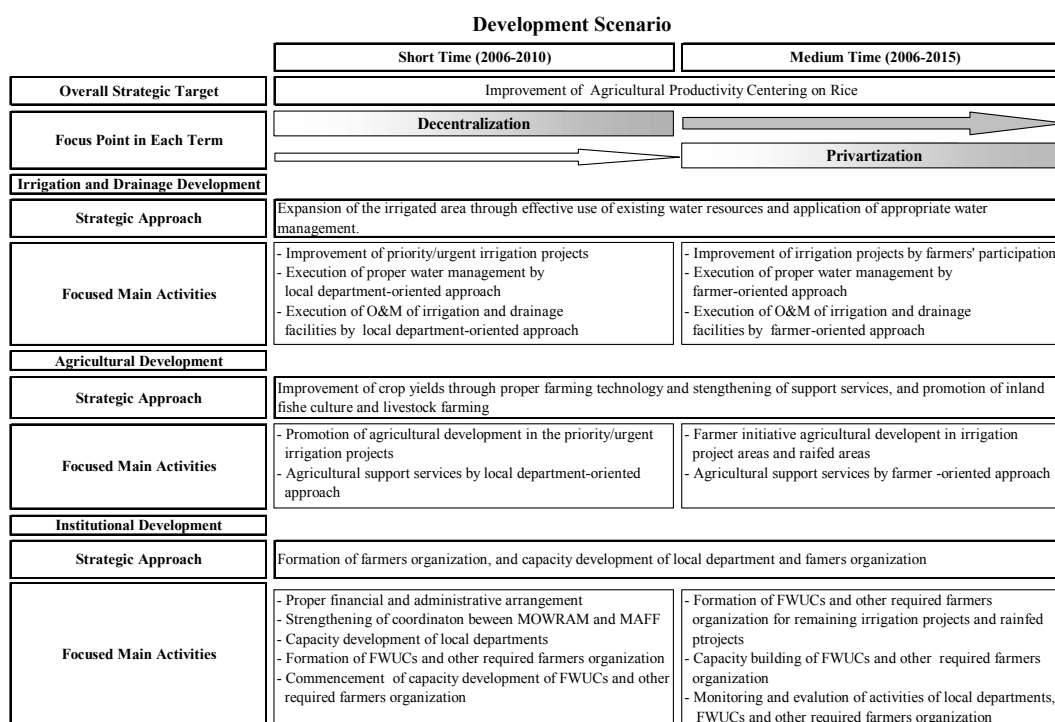 Development Scenario
Short Time (2006-2010)
Medium Time (2006-2015)
Overall Strategic Target
Improvement of Agricultural Productivity Centering on Rice
Focus Point in Each Term
Decentralization
Privartization
Irrigation and Drainage Development
Strategic Approach
Expansion of the irrigated area through effective use of existing water resources and application of appropriate water
management.
Focused Main Activities
- Improvement of priority/urgent irrigation projects
- Execution of proper water management by
local department-oriented approach
- Execution of O&M of irrigation and drainage
facilities by local department-oriented approach
- Improvement of irrigation projects by farmers' participation
- Execution of proper water management by
farmer-oriented approach
- Execution of O&M of irrigation and drainage
facilities by farmer-oriented approach
Agricultural Development
Strategic Approach
Improvement of crop yields through proper farming technology and stengthening of support services, and promotion of inland
fishe culture and livestock farming
Focused Main Activities
- Promotion of agricultural development in the priority/urgent
irrigation projects
- Agricultural support services by local department-oriented
approach
- Farmer initiative agricultural developent in irrigation
project areas and raifed areas
- Agricultural support services by farmer -oriented approach
Institutional Development
Strategic Approach
Formation of farmers organization, and capacity development of local department and famers organization
Focused Main Activities
- Proper financial and administrative arrangement
- Strengthening of coordinaton beween MOWRAM and MAFF
- Capacity development of local departments
- Formation of FWUCs and other required farmers organization
- Commencement of capacity development of FWUCs and other
required farmers organization
- Formation of FWUCs and other required farmers
organization for remaining irrigation projects and rainfed
ptrojects
- Capacity building of FWUCs and other required farmers
organization
- Monitoring and evalution of activities of local departments,
FWUCs and other required farmers organization